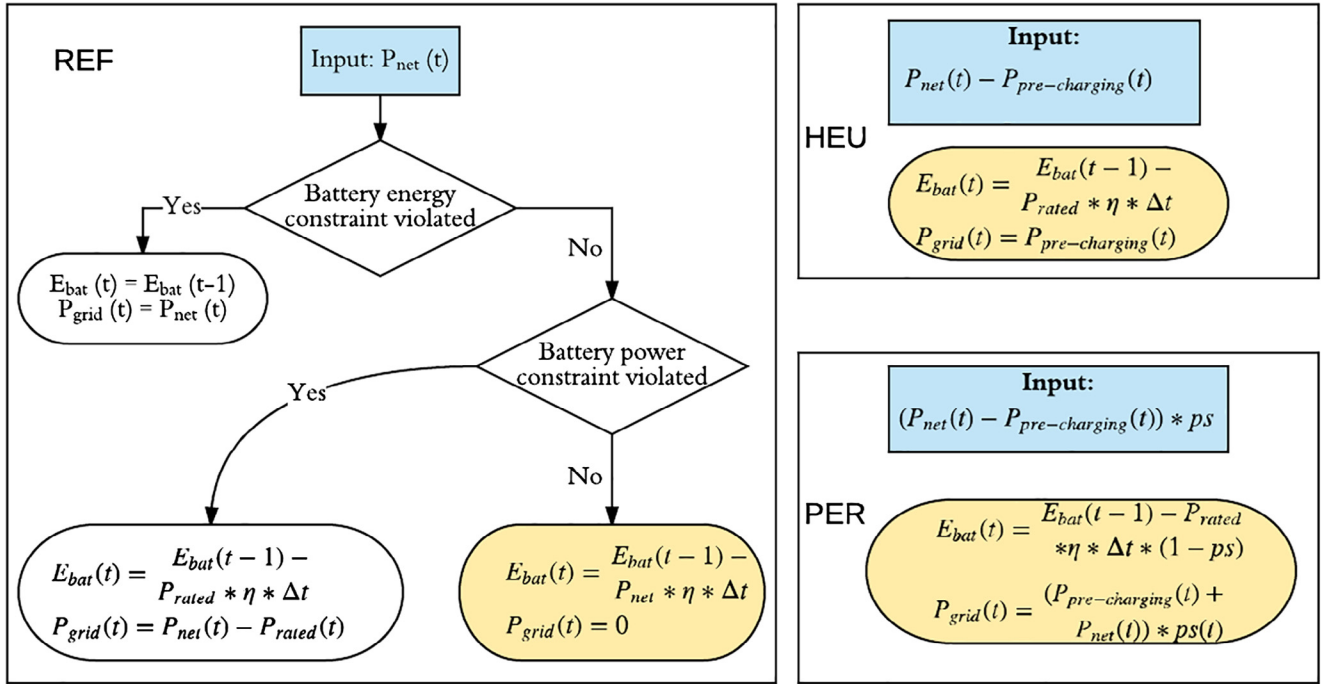 REF
Input: P_net (t)
Battery energy
constraint violated
Yes
No
E_bat (t) = E_bat (t-1)
P_grid (t) = P_net (t)
Battery power
constraint violated
Yes
No
E_bat(t) = E_bat(t − 1) −
P_rated * η * Δt
P_grid(t) = P_net(t) − P_rated(t)
E_bat(t) = E_bat(t − 1) −
P_net * η * Δt
P_grid(t) = 0
HEU
Input:
P_net(t) − P_pre−charging(t)
E_bat(t) = E_bat(t − 1) −
P_rated * η * Δt
P_grid(t) = P_pre−charging(t)
PER
Input:
(P_net(t) − P_pre−charging(t)) * ps
E_bat(t) = E_bat(t − 1) − P_rated
*η * Δt * (1 − ps)
P_grid(t) = (P_pre−charging(t) +
P_net(t)) * ps(t)